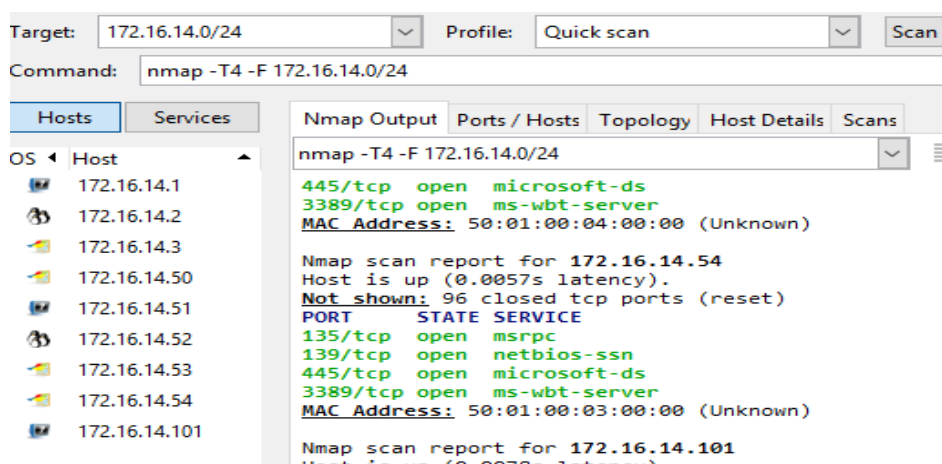 Target: 172.16.14.0/24 Profile: Quick scan Scan
Command: nmap -T4 -F 172.16.14.0/24
Hosts Services
Nmap Output Ports / Hosts Topology Host Details Scans
OS Host
172.16.14.1
172.16.14.2
172.16.14.3
172.16.14.50
172.16.14.51
172.16.14.52
172.16.14.53
172.16.14.54
172.16.14.101
nmap -T4 -F 172.16.14.0/24
445/tcp open microsoft-ds
3389/tcp open ms-wbt-server
MAC Address: 50:01:00:04:00:00 (Unknown)
Nmap scan report for 172.16.14.54
Host is up (0.0057s latency).
Not shown: 96 closed tcp ports (reset)
PORT STATE SERVICE
135/tcp open msrpc
139/tcp open netbios-ssn
445/tcp open microsoft-ds
3389/tcp open ms-wbt-server
MAC Address: 50:01:00:03:00:00 (Unknown)
Nmap scan report for 172.16.14.101